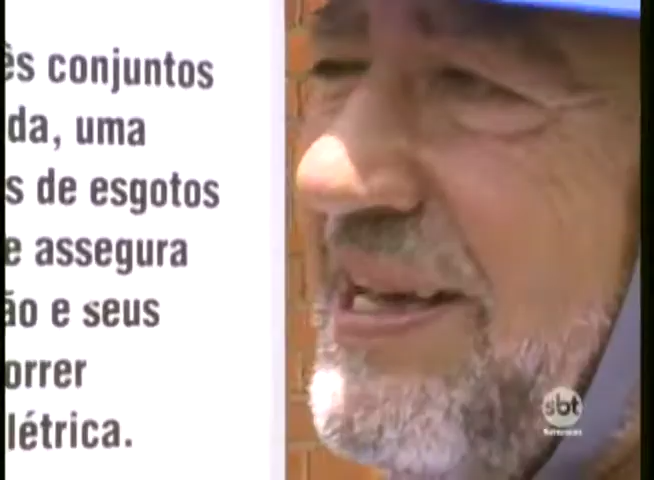 ês conjuntos
da, uma
s de esgotos
e assegura
ão e seus
orrer
létrica.
sbt